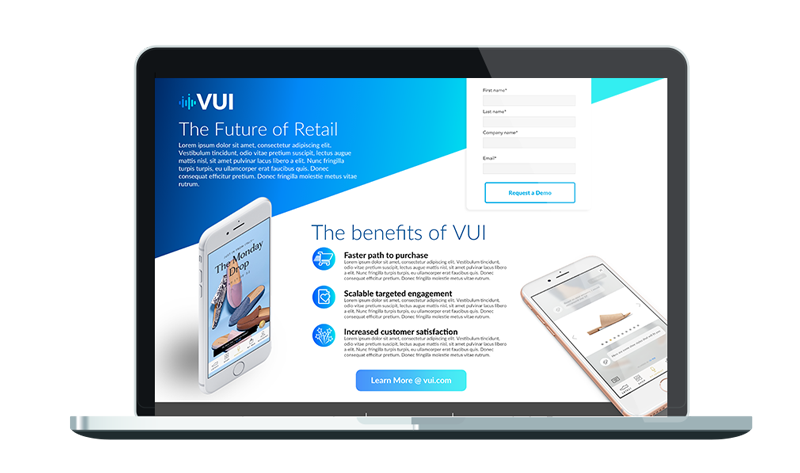 VUI
The Future of Retail
Lorem ipsum dolor sit amet, consectetur adipiscing elit.
Vestibulum tincidunt, odio vitae pretium suscipit, lectus augue
mattis nisl, sit amet pulvinar lacus libero a elit. Nunc fringilla
turpis turpis, eu ullamcorper erat faucibus quis. Donec
consequat efficitur pretium. Donec fringilla molestie metus vitae
rutrum.
First name*
Last name*
Company name*
Email*
Request a Demo
The Monday
Drop
The benefits of VUI
Faster path to purchase
Lorem ipsum dolor sit amet, consectetur adipiscing elit. Vestibulum tincidunt,
odio vitae pretium suscipit, lectus augue mattis nisl, sit amet pulvinar lacus
libero a elit. Nunc fringilla turpis turpis, eu ullamcorper erat faucibus quis. Donec
consequat efficitur pretium. Donec fringilla molestie metus vitae rutrum.
Scalable targeted engagement
Lorem ipsum dolor sit amet, consectetur adipiscing elit. Vestibulum tincidunt,
odio vitae pretium suscipit, lectus augue mattis nisl, sit amet pulvinar lacus
libero a elit. Nunc fringilla turpis turpis, eu ullamcorper erat faucibus quis. Donec
consequat efficitur pretium. Donec fringilla molestie metus vitae rutrum.
Increased customer satisfaction
Lorem ipsum dolor sit amet, consectetur adipiscing elit. Vestibulum tincidunt,
odio vitae pretium suscipit, lectus augue mattis nisl, sit amet pulvinar lacus
libero a elit. Nunc fringilla turpis turpis, eu ullamcorper erat faucibus quis. Donec
consequat efficitur pretium. Donec fringilla molestie metus vitae rutrum.
Learn More @ vui.com